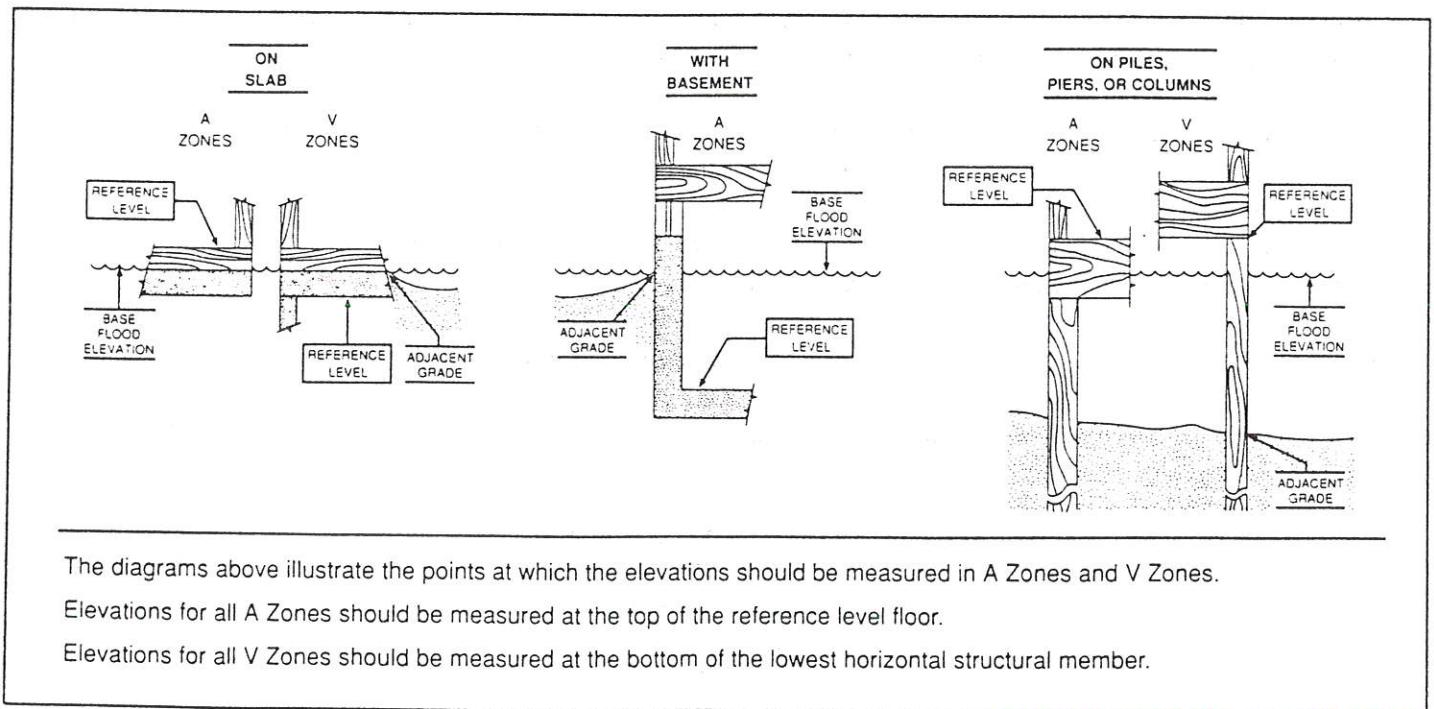 ON
SLAB
A
ZONES
V
ZONES
REFERENCE
LEVEL
BASE
FLOOD
ELEVATION
REFERENCE
LEVEL
ADJACENT
GRADE
WITH
BASEMENT
A
ZONES
BASE
FLOOD
ELEVATION
ADJACENT
GRADE
REFERENCE
LEVEL
ON PILES,
PIERS, OR COLUMNS
A
ZONES
V
ZONES
REFERENCE
LEVEL
REFERENCE
LEVEL
BASE
FLOOD
ELEVATION
ADJACENT
GRADE
The diagrams above illustrate the points at which the elevations should be measured in A Zones and V Zones.
Elevations for all A Zones should be measured at the top of the reference level floor.
Elevations for all V Zones should be measured at the bottom of the lowest horizontal structural member.